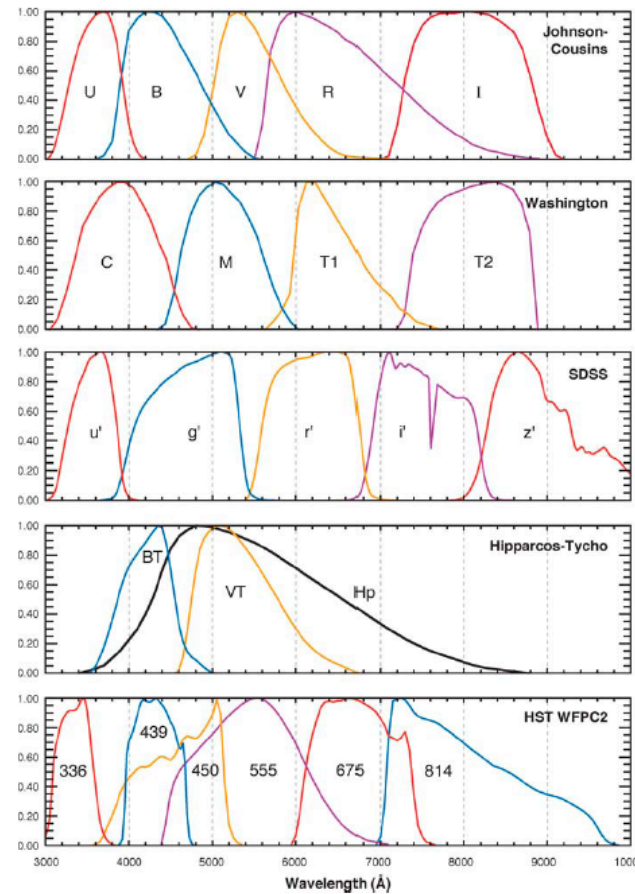 1.00
0.80
0.60
0.40
0.20
0.00
Johnson-
Cousins
U B V R I
1.00
0.80
0.60
0.40
0.20
0.00
Washington
C M T1 T2
1.00
0.80
0.60
0.40
0.20
0.00
SDSS
u' g' r' i' z'
1.00
0.80
0.60
0.40
0.20
0.00
Hipparcos-Tycho
BT VT Hp
1.00
0.80
0.60
0.40
0.20
0.00
HST WFPC2
336 439 450 555 675 814
3000 4000 5000 6000 7000 8000 9000 1000
Wavelength (Å)